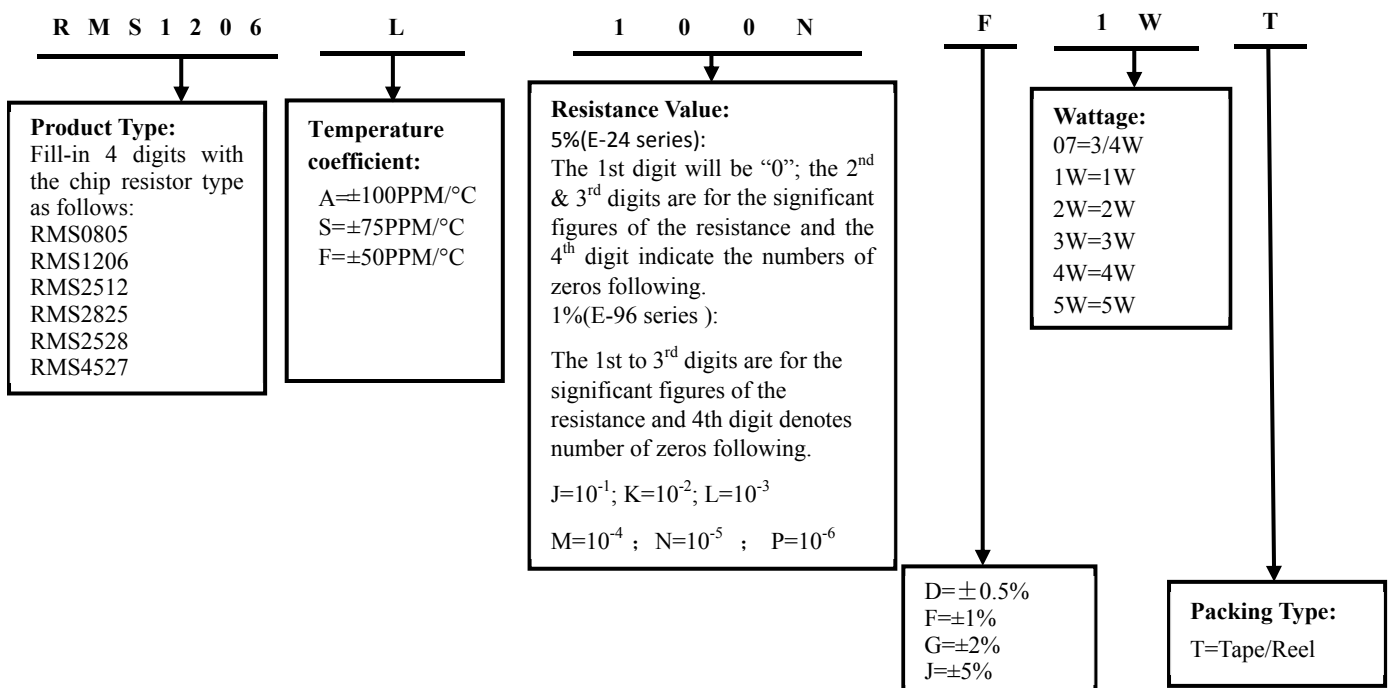 R M S 1 2 0 6
L
1 0 0 N
F
1 W
T
Product Type:
Fill-in 4 digits with
the chip resistor type
as follows:
RMS0805
RMS1206
RMS2512
RMS2825
RMS2528
RMS4527
Temperature
coefficient:
A=±100PPM/°C
S=±75PPM/°C
F=±50PPM/°C
Resistance Value:
5%(E-24 series):
The 1st digit will be “0”; the 2nd
& 3rd digits are for the significant
figures of the resistance and the
4th digit indicate the numbers of
zeros following.
1%(E-96 series ):
The 1st to 3rd digits are for the
significant figures of the
resistance and 4th digit denotes
number of zeros following.
J=10-1; K=10-2; L=10-3
M=10-4 ; N=10-5 ; P=10-6
D=±0.5%
F=±1%
G=±2%
J=±5%
Wattage:
07=3/4W
1W=1W
2W=2W
3W=3W
4W=4W
5W=5W
Packing Type:
T=Tape/Reel